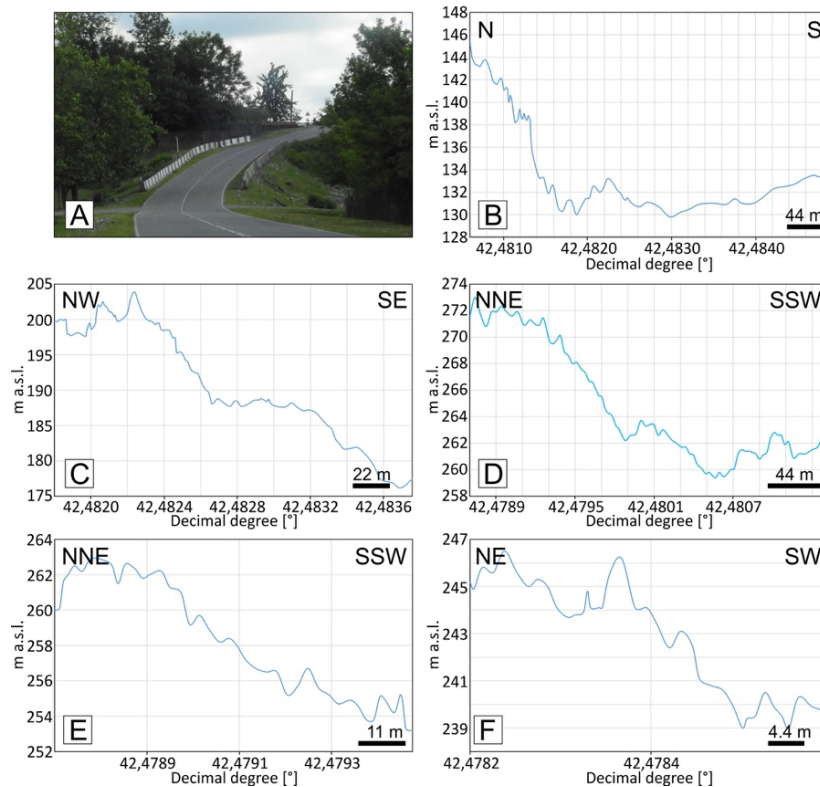 A
N
S
148
146
144
142
140
138
136
134
132
130
128
m a.s.l.
B
44 m
42,4810
42,4820
42,4830
42,4840
Decimal degree [°]
NW
SE
205
200
195
190
185
180
175
m a.s.l.
C
22 m
42,4820
42,4824
42,4828
42,4832
42,4836
Decimal degree [°]
NNE
SSW
274
272
270
268
266
264
262
260
258
m a.s.l.
D
44 m
42,4789
42,4795
42,4801
42,4807
Decimal degree [°]
NNE
SSW
264
262
260
258
256
254
252
m a.s.l.
E
11 m
42,4789
42,4791
42,4793
Decimal degree [°]
NE
SW
247
245
243
241
239
m a.s.l.
F
4.4 m
42,4782
42,4784
Decimal degree [°]